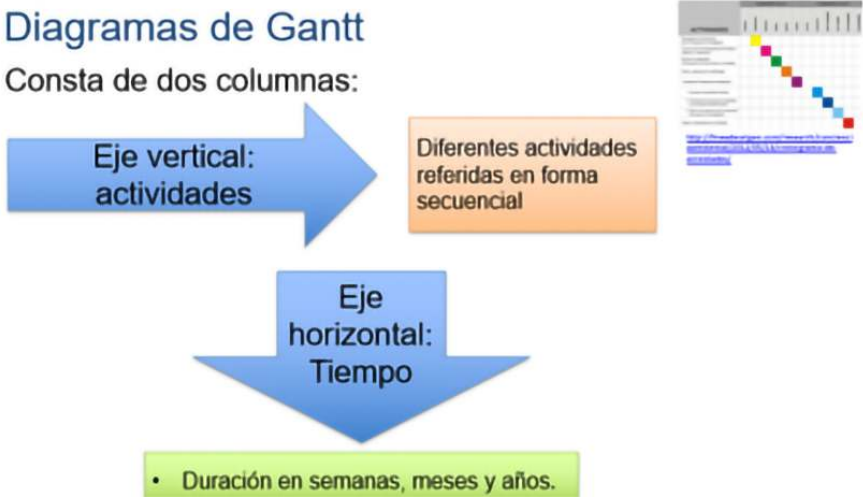 Diagramas de Gantt
Consta de dos columnas:
Eje vertical:
actividades
Diferentes actividades
referidas en forma
secuencial
Eje
horizontal:
Tiempo
• Duración en semanas, meses y años.